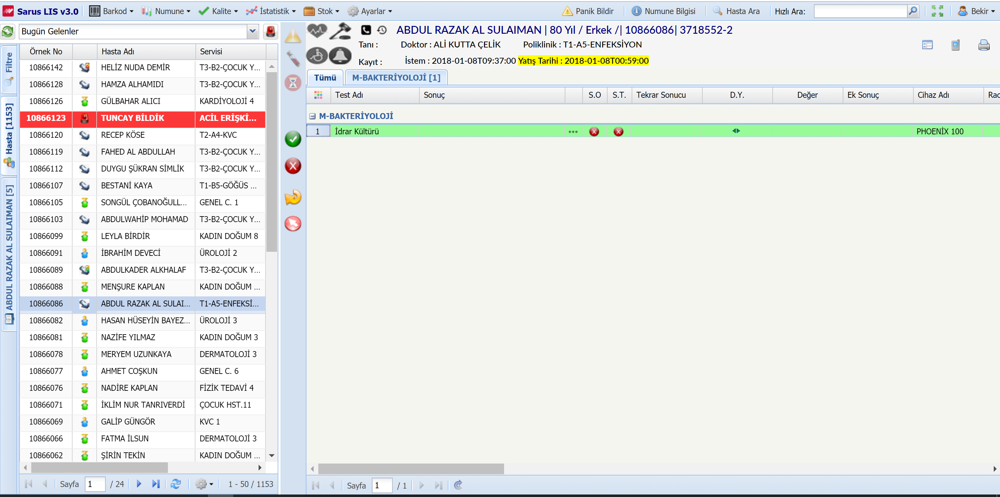 Sarus LIS v3.0 Barkod Numune Kalite İstatistik Stok Ayarlar Panik Bildir Numune Bilgisi Hasta Ara Hızlı Ara: Bekir
Bugün Gelenler
Filtre
Hasta [1153]
ABDUL RAZAK AL SULAIMAN [5]
Örnek No Hasta Adı Servisi
10866142 HELİZ NUDA DEMİR T3-B2-ÇOCUK Y...
10866128 HAMZA ALHAMIDI T3-B2-ÇOCUK Y...
10866126 GÜLBAHAR ALICI KARDİYOLOJİ 4
10866123 TUNCAY BİLDİK ACİL ERİŞKİ...
10866120 RECEP KÖSE T2-A4-KVC
10866119 FAHED AL ABDULLAH T3-B2-ÇOCUK Y...
10866112 DUYGU ŞÜKRAN SİMLİK T3-B2-ÇOCUK Y...
10866107 BESTANİ KAYA T1-B5-GÖĞÜS ...
10866105 SONGÜL ÇOBANOĞULL... GENEL C. 1
10866103 ABDULWAHİP MOHAMAD T3-B2-ÇOCUK Y...
10866099 LEYLA BİRDİR KADIN DOĞUM 8
10866091 İBRAHİM DEVECİ ÜROLOJİ 2
10866089 ABDULKADER ALKHALAF T3-B2-ÇOCUK Y...
10866088 MENŞURE KAPLAN KADIN DOĞUM ...
10866086 ABDUL RAZAK AL SULAI... T1-A5-ENFEKSİ...
10866082 HASAN HÜSEYİN BAYEZ... ÜROLOJİ 3
10866081 NAZİFE YILMAZ KADIN DOĞUM 3
10866078 MERYEM UZUNKAYA DERMATOLOJİ 3
10866077 AHMET COŞKUN GENEL C. 6
10866076 NADİRE KAPLAN FİZİK TEDAVİ 4
10866071 İKLİM NUR TANRIVERDİ ÇOCUK HST.11
10866069 GALİP GÜNGÖR KVC 1
10866066 FATMA İLSUN DERMATOLOJİ 3
10866062 ŞİRİN TEKİN KADIN DOĞUM ...
Sayfa 1 / 24 1 - 50 / 1153
ABDUL RAZAK AL SULAIMAN | 80 Yıl / Erkek /| 10866086| 3718552-2
Tanı : Doktor : ALİ KUTTA ÇELİK Poliklinik : T1-A5-ENFEKSİYON
Kayıt : İstem : 2018-01-08T09:37:00 Yatış Tarihi : 2018-01-08T00:59:00
Tümü M-BAKTERİYOLOJİ [1]
Test Adı Sonuç S.O S.T. Tekrar Sonucu D.Y. Değer Ek Sonuç Cihaz Adı Rac
M-BAKTERİYOLOJİ
1 İdrar Kültürü PHOENİX 100
Sayfa 1 / 1